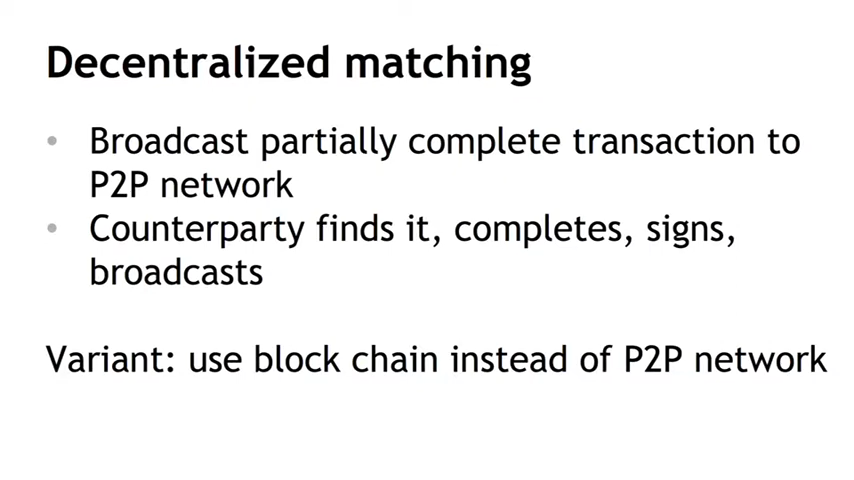 Decentralized matching
• Broadcast partially complete transaction to
P2P network
• Counterparty finds it, completes, signs,
broadcasts
Variant: use block chain instead of P2P network